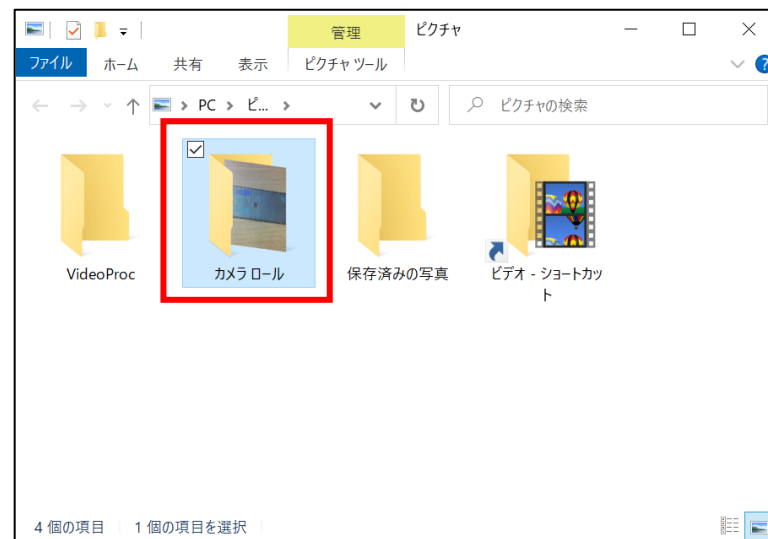 管理
ピクチャ
ファイル
ホーム
共有
表示
ピクチャ ツール
PC
ピ...
ピクチャの検索
VideoProc
カメラ ロール
保存済みの写真
ビデオ - ショートカッ
ト
4 個の項目
1 個の項目を選択